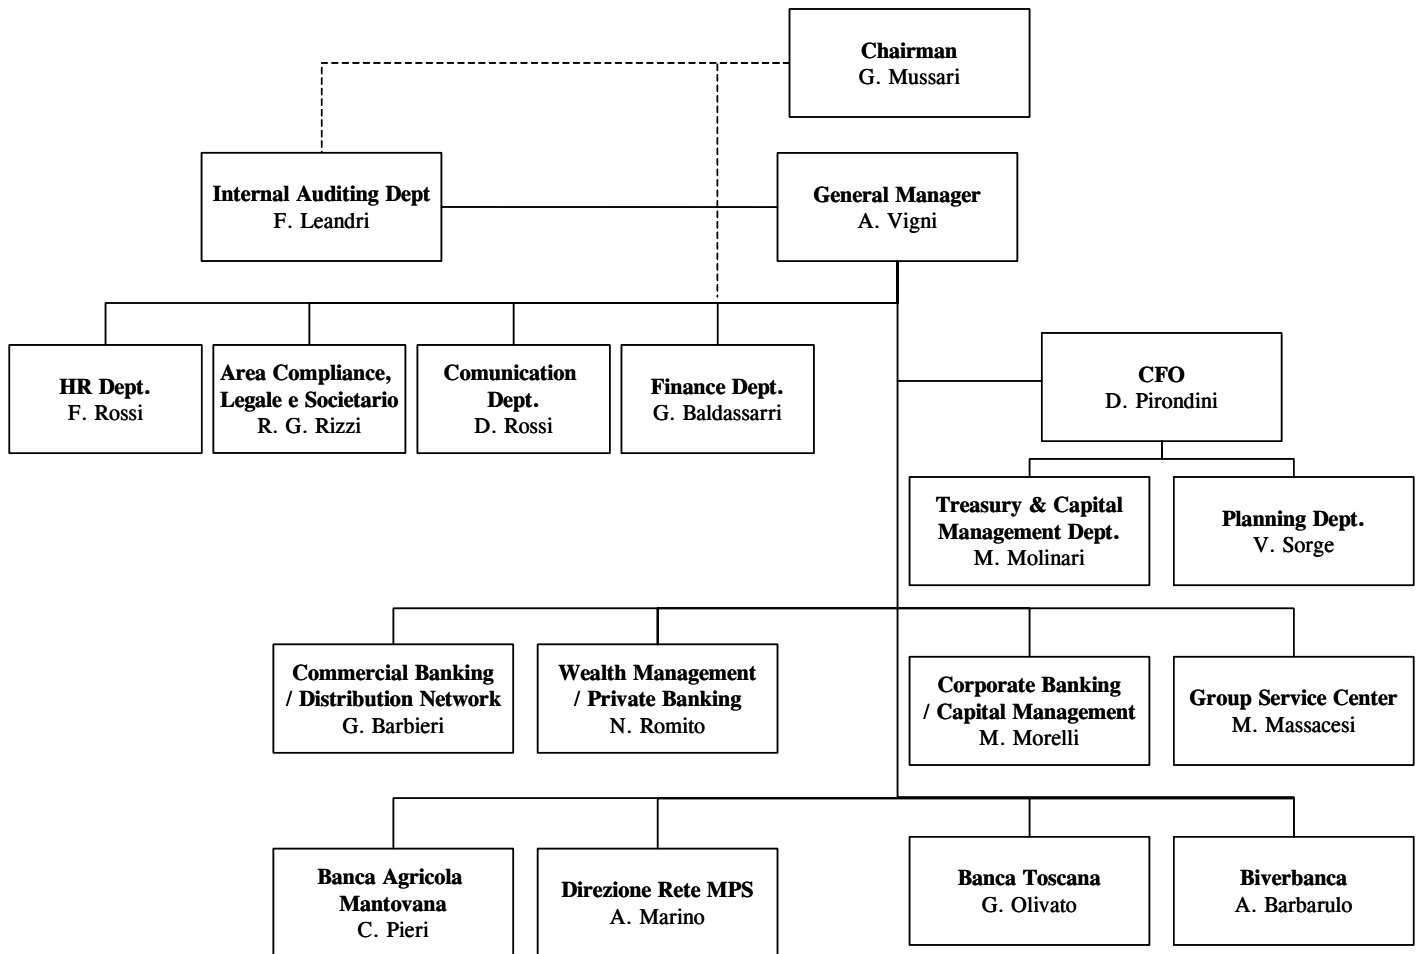 Chairman
G. Mussari
Internal Auditing Dept
F. Leandri
General Manager
A. Vigni
HR Dept.
F. Rossi
Area Compliance,
Legale e Societario
R. G. Rizzi
Comunication
Dept.
D. Rossi
Finance Dept.
G. Baldassarri
CFO
D. Pirondini
Treasury & Capital
Management Dept.
M. Molinari
Planning Dept.
V. Sorge
Commercial Banking
/ Distribution Network
G. Barbieri
Wealth Management
/ Private Banking
N. Romito
Corporate Banking
/ Capital Management
M. Morelli
Group Service Center
M. Massacesi
Banca Agricola
Mantovana
C. Pieri
Direzione Rete MPS
A. Marino
Banca Toscana
G. Olivato
Biverbanca
A. Barbarulo